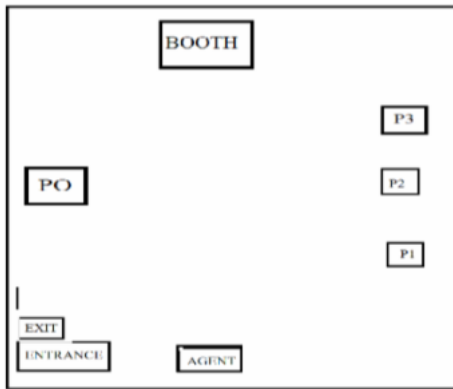 BOOTH
P3
PO
P2
P1
EXIT
ENTRANCE
AGENT